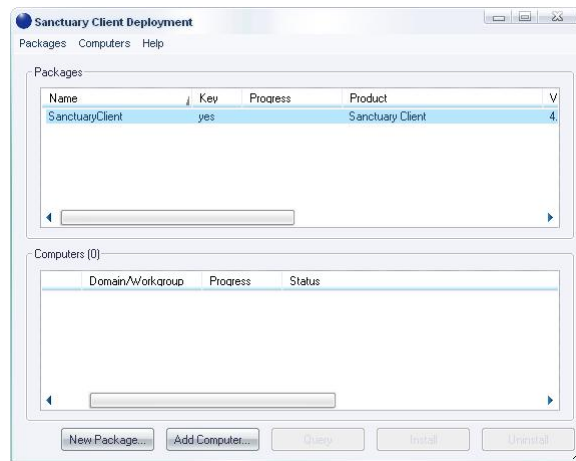 Sanctuary Client Deployment
Packages Computers Help
Packages
Name Key Progress Product V
SanctuaryClient yes Sanctuary Client 4.
Computers (0)
Domain/Workgroup Progress Status
New Package... Add Computer... Query Install Uninstall